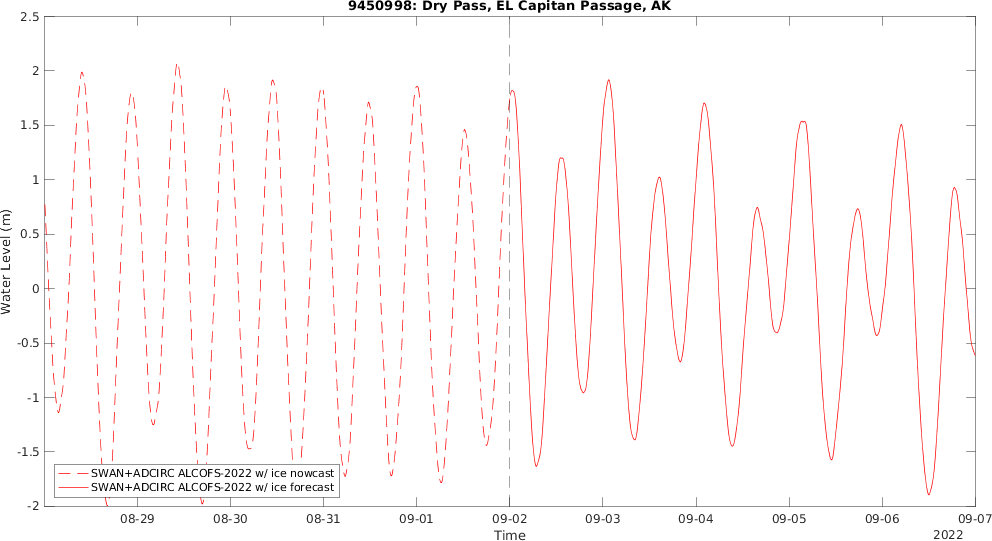 9450998: Dry Pass, EL Capitan Passage, AK
Water Level (m)
2.5
2
1.5
1
0.5
0
-0.5
-1
-1.5
-2
SWAN+ADCIRC ALCOFS-2022 w/ ice nowcast
SWAN+ADCIRC ALCOFS-2022 w/ ice forecast
08-29 08-30 08-31 09-01 09-02 09-03 09-04 09-05 09-06 09-07
Time
2022